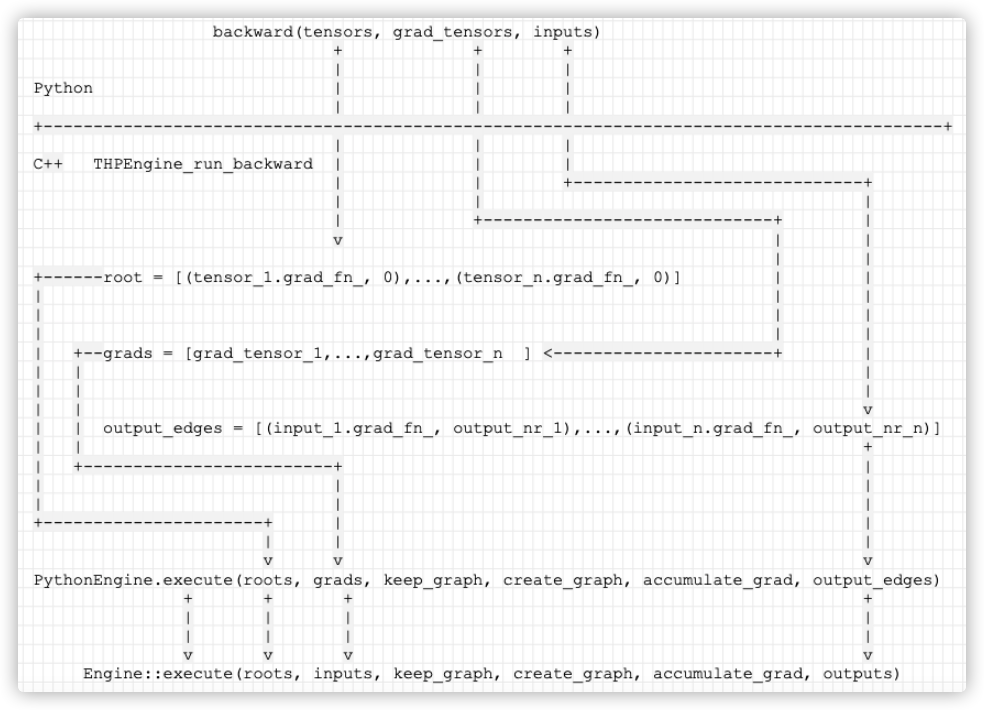 backward(tensors, grad_tensors, inputs)
Python
C++ THPEngine_run_backward
root = [(tensor_1.grad_fn_, 0),...,(tensor_n.grad_fn_, 0)]
grads = [grad_tensor_1,...,grad_tensor_n ]
output_edges = [(input_1.grad_fn_, output_nr_1),...,(input_n.grad_fn_, output_nr_n)]
PythonEngine.execute(roots, grads, keep_graph, create_graph, accumulate_grad, output_edges)
Engine::execute(roots, inputs, keep_graph, create_graph, accumulate_grad, outputs)